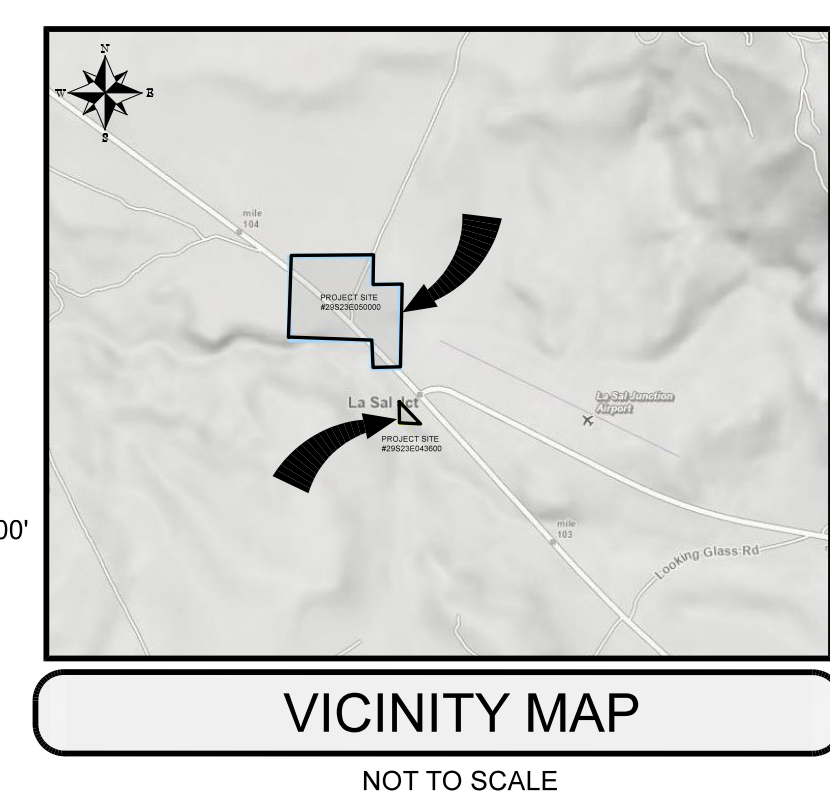 N
W E
S
mile
104
PROJECT SITE
#29S23E050000
La Sal Jct
La Sal Junction
Airport
PROJECT SITE
#29S23E043600
00'
mile
103
Looking Glass Rd
VICINITY MAP
NOT TO SCALE